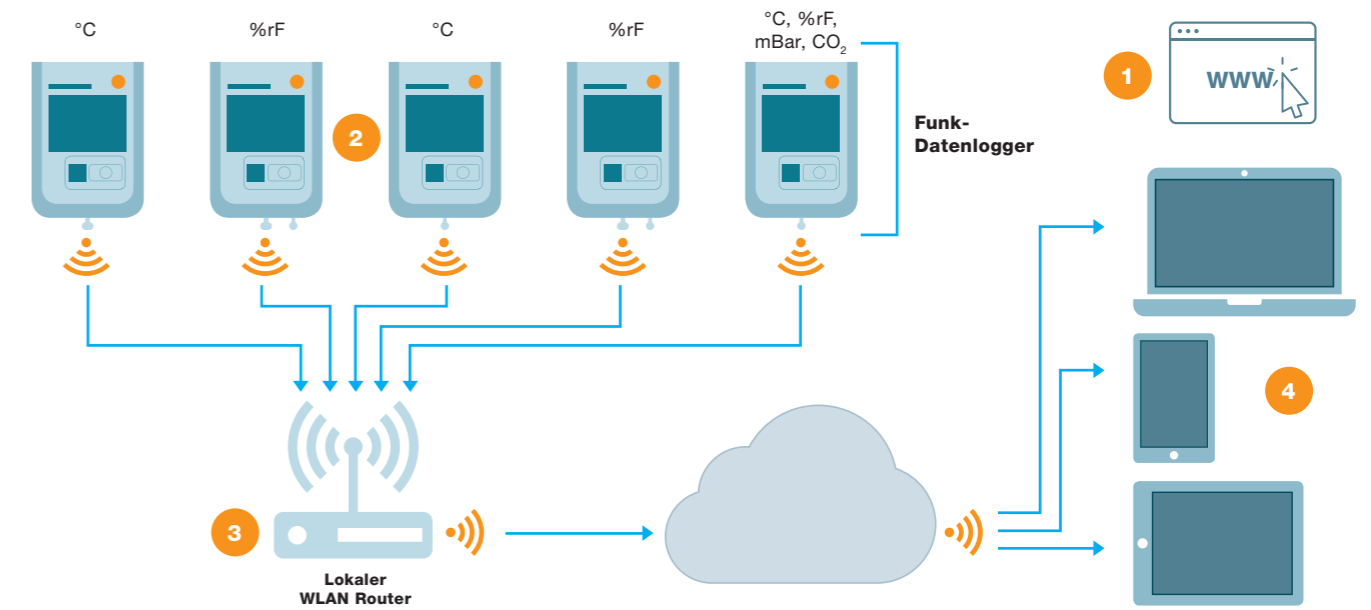 °C
%rF
°C
%rF
°C, %rF,
mBar, CO₂
1
WWW
2
Funk-
Datenlogger
4
3
Lokaler
WLAN Router